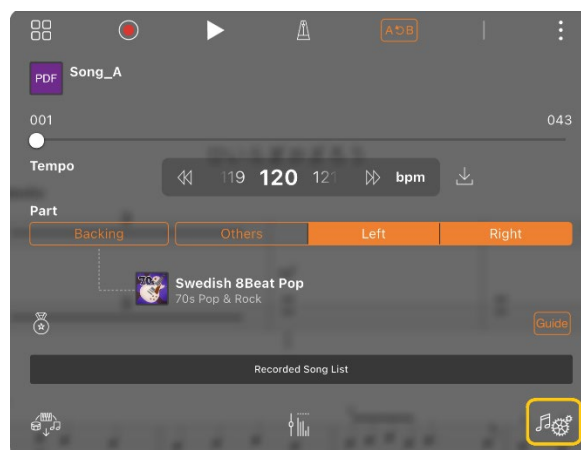 A B
PDF Song_A
001 043
Tempo
119 120 121 bpm
Part
Backing Others Left Right
70s
Swedish 8Beat Pop
70s Pop & Rock
Guide
Recorded Song List